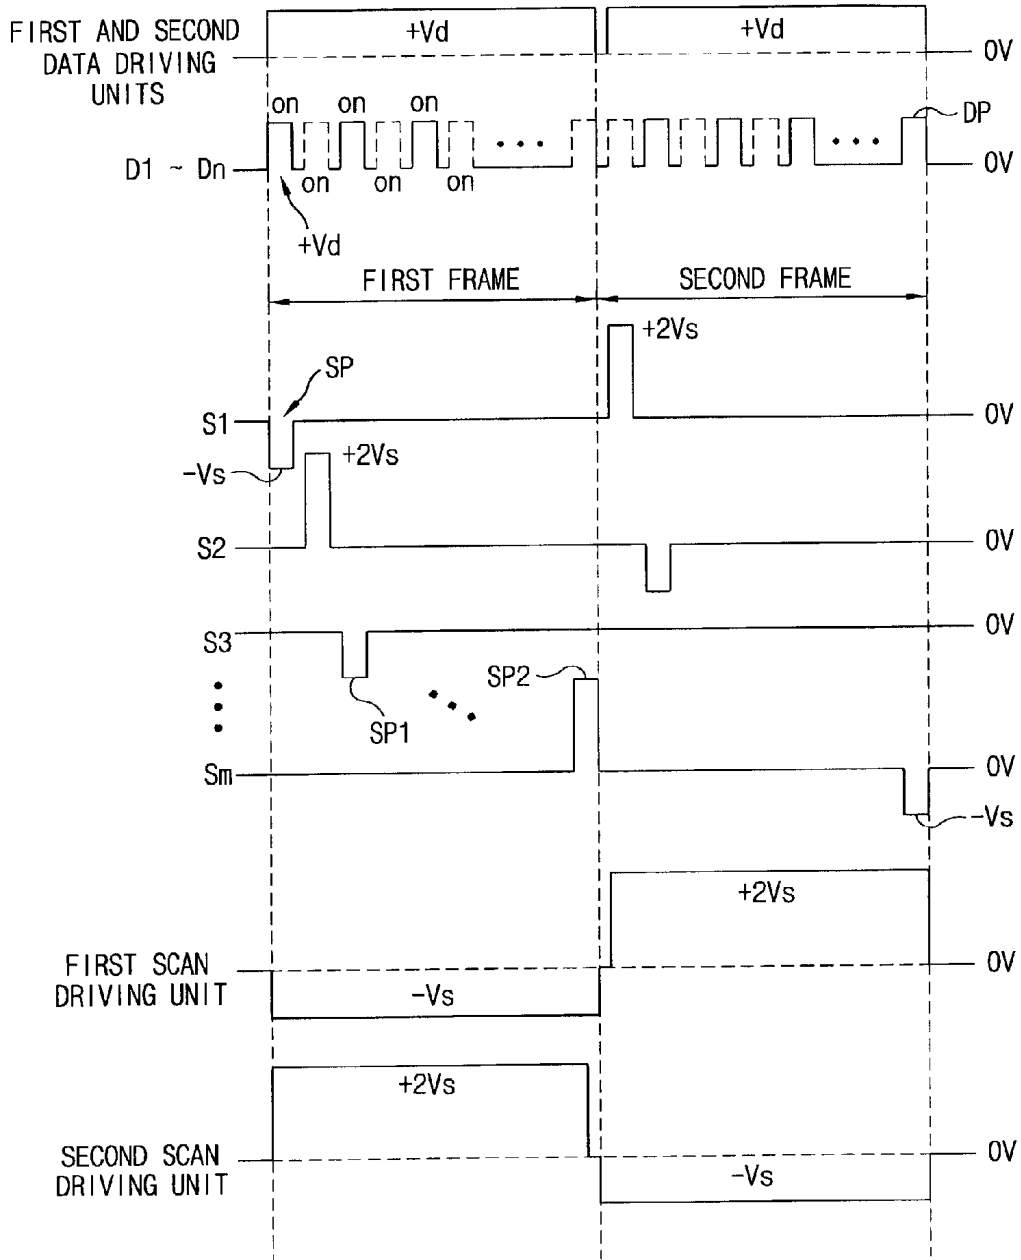 FIRST AND SECOND
DATA DRIVING
UNITS
+Vd
+Vd
0V
on
on
on
DP
D1 ~ Dn
0V
on
on
on
+Vd
FIRST FRAME
SECOND FRAME
+2Vs
SP
S1
0V
+2Vs
-Vs
S2
0V
S3
0V
SP2
SP1
Sm
0V
-Vs
+2Vs
FIRST SCAN
DRIVING UNIT
-Vs
0V
+2Vs
SECOND SCAN
DRIVING UNIT
0V
-Vs